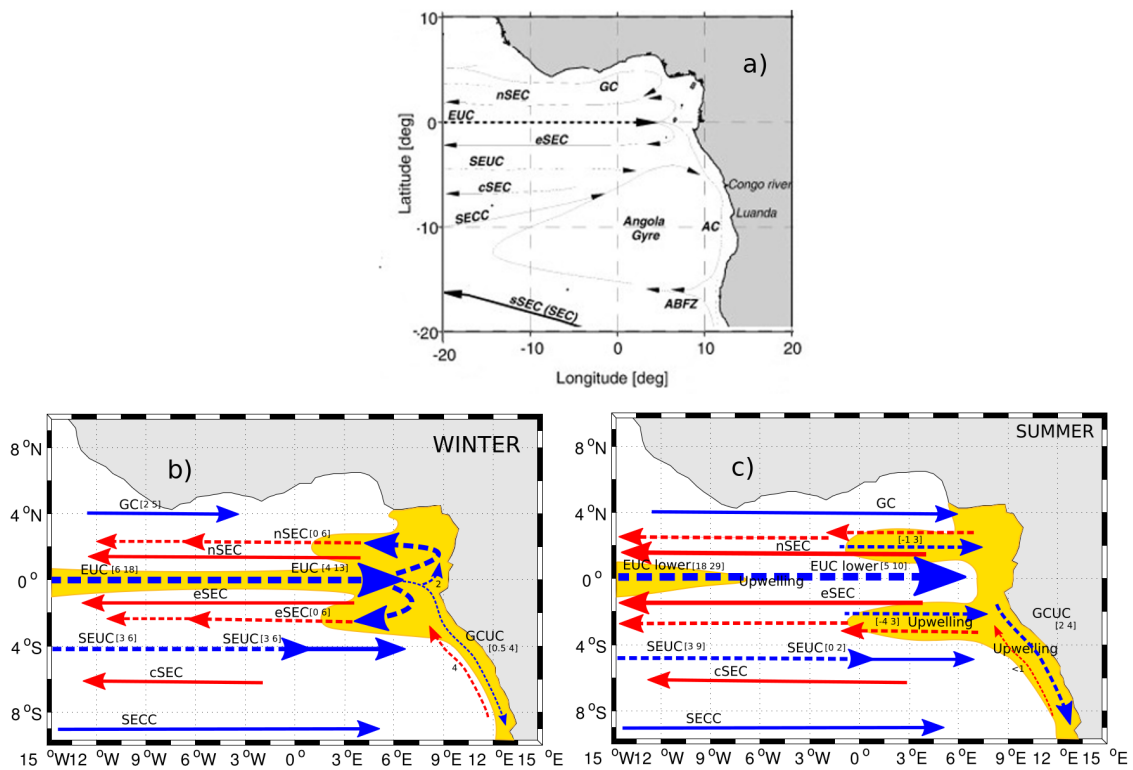 10
a)
GC
nSEC
EUC
0
eSEC
SEUC
cSEC
Congo river
SECC
Luanda
Angola
Gyre
AC
-10
sSEC (SEC)
ABFZ
-20
-20 -10 0 10 20
Latitude [deg]
Longitude [deg]
WINTER
b)
8 °N
GC[2 5]
4 °N
nSEC[0 6]
nSEC
EUC[6 18]
EUC [4 13]
0°
2
eSEC
eSEC[0 6]
4 °S
SEUC[3 6]
SEUC[3 6]
GCUC
[0.5 4]
4
cSEC
8 °S
SECC
15 °W 12 °W 9 °W 6 °W 3 °W 0° 3 °E 6 °E 9 °E 12 °E 15 °E
SUMMER
c)
8 °N
GC
4 °N
[-1 3]
nSEC
EUC lower[18 29]
EUC lower[5 10]
0°
Upwelling
eSEC
GCUC
[2 4]
[-4 3]
Upwelling
4 °S
SEUC[3 9]
SEUC[0 2]
Upwelling
<1
cSEC
8 °S
SECC
15 °W 12 °W 9 °W 6 °W 3 °W 0° 3 °E 6 °E 9 °E 12 °E 15 °E